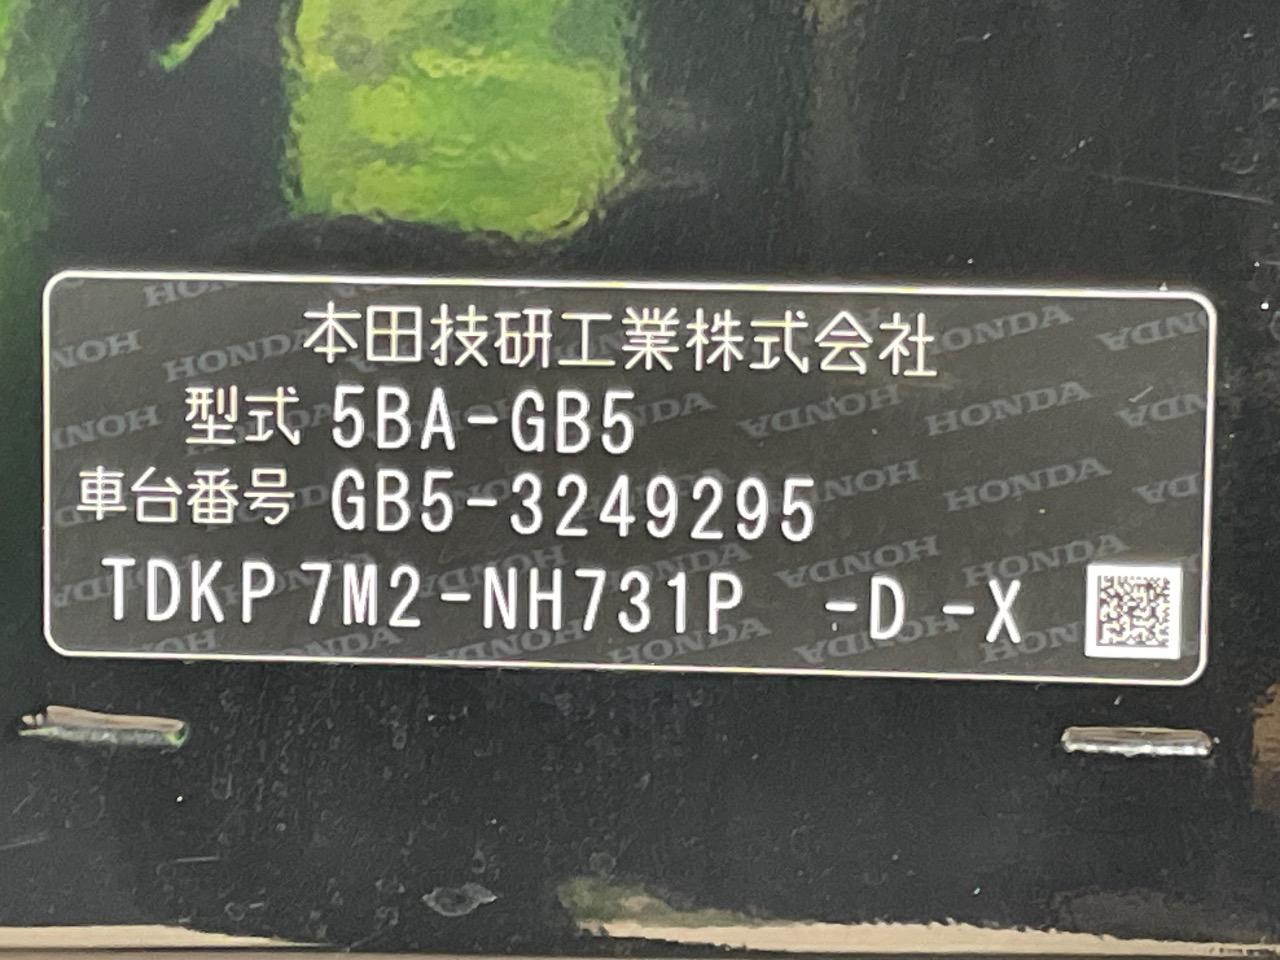 本田技研工業株式会社
型式 5BA-GB5
車台番号 GB5-3249295
TDKP 7M2-NH731P -D -X